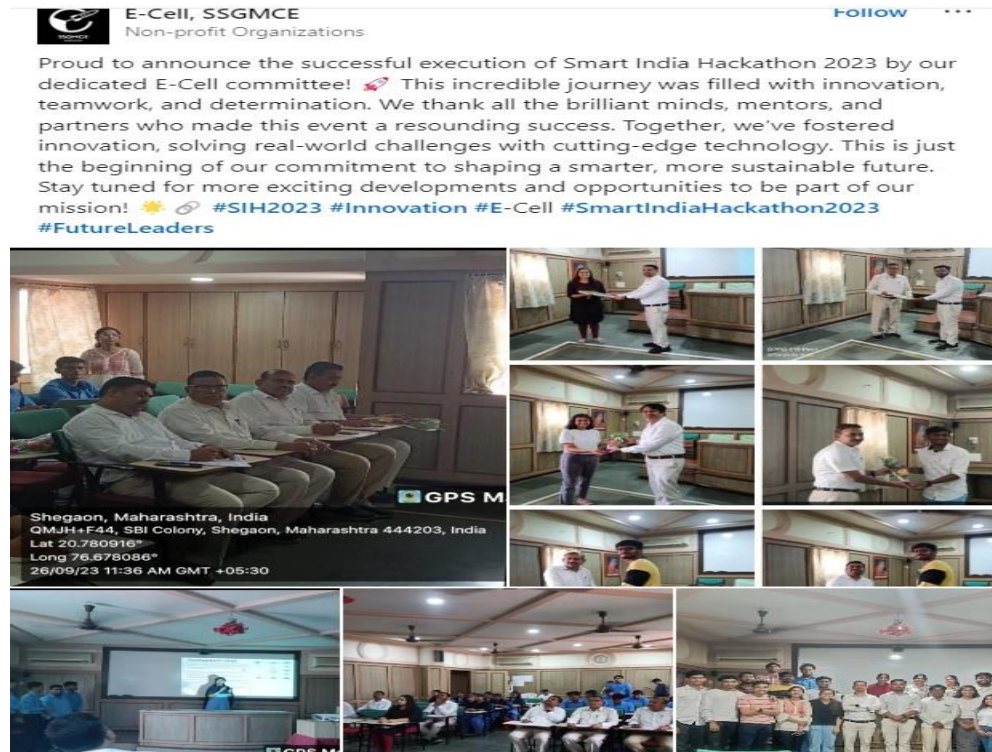 E-Cell, SSGMCE
Follow ...
Non-profit Organizations
Proud to announce the successful execution of Smart India Hackathon 2023 by our
dedicated E-Cell committee! 🚀 This incredible journey was filled with innovation,
teamwork, and determination. We thank all the brilliant minds, mentors, and
partners who made this event a resounding success. Together, we've fostered
innovation, solving real-world challenges with cutting-edge technology. This is just
the beginning of our commitment to shaping a smarter, more sustainable future.
Stay tuned for more exciting developments and opportunities to be part of our
mission! 🌟 🔗 #SIH2023 #Innovation #E-Cell #SmartIndiaHackathon2023
#FutureLeaders
GPS M
Shegaon, Maharashtra, India
QMJH+F44, SBI Colony, Shegaon, Maharashtra 444203, India
Lat 20.780916°
Long 76.678086°
26/09/23 11:36 AM GMT +05:30
GPS M